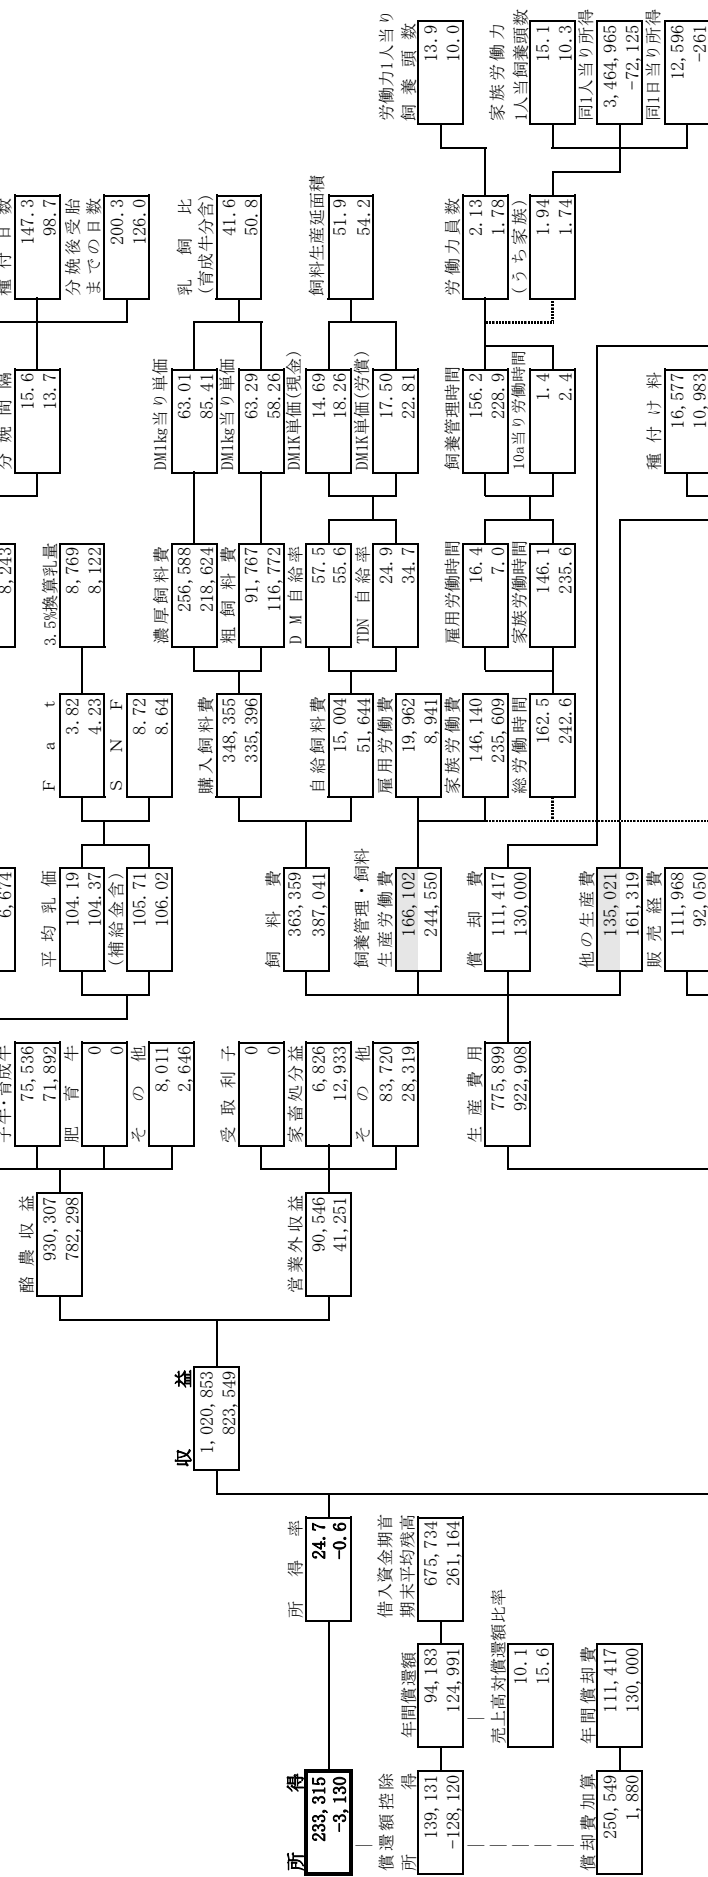 所得
233,315
-3,130
償還額控除
所得
139,131
-128,120
償却費加算
250,549
1,880
年間償還額
94,183
124,991
売上高対償還額比率
10.1
15.6
年間償却費
111,417
130,000
所得率
24.7
-0.6
借入資金期首
期末平均残高
675,734
261,164
収益
1,020,853
823,549
酪農収益
930,307
782,298
営業外収益
90,546
41,251
子牛・育成牛
75,536
71,892
肥育牛
0
0
その他
8,011
2,646
受取利子
0
0
家畜処分益
6,826
12,933
その他
83,720
28,319
生産費用
775,899
922,908
6,674
平均乳価
104.19
104.37
(補給金含)
105.71
106.02
飼料費
363,359
387,041
飼養管理・飼料
生産労働費
166,102
244,550
償却費
111,417
130,000
他の生産費
135,021
161,319
販売経費
111,968
92,050
Fat
3.82
4.23
SNF
8.72
8.64
購入飼料費
348,355
335,396
自給飼料費
15,004
51,644
雇用労働費
19,962
8,941
家族労働費
146,140
235,609
総労働時間
162.5
242.6
8,243
3.5%換算乳量
8,769
8,122
濃厚飼料費
256,588
218,624
粗飼料費
91,767
116,772
DM自給率
57.5
55.6
TDN自給率
24.9
34.7
雇用労働時間
16.4
7.0
家族労働時間
146.1
235.6
分娩間隔
15.6
13.7
DM1kg当り単価
63.01
85.41
DM1kg当り単価
63.29
58.26
DM1K単価(現金)
14.69
18.26
DM1K単価(労償)
17.50
22.81
飼養管理時間
156.2
228.9
10a当り労働時間
1.4
2.4
種付け料
16,577
10,983
種付日数
147.3
98.7
分娩後受胎
までの日数
200.3
126.0
乳飼比
(育成牛分含)
41.6
50.8
飼料生産延面積
51.9
54.2
労働力員数
2.13
1.78
(うち家族)
1.94
1.74
労働力1人当り
飼養頭数
13.9
10.0
家族労働力
1人当飼養頭数
15.1
10.3
同1人当り所得
3,464,965
-72,125
同1日当り所得
12,596
-261